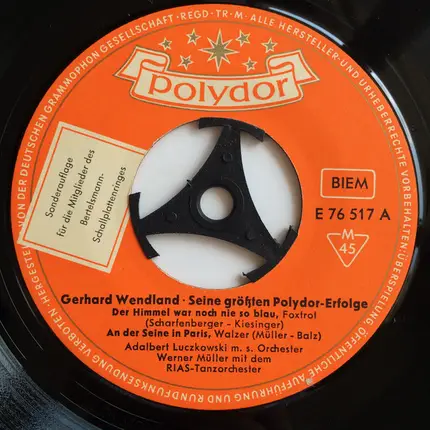 HERGESTELLT VON DER DEUTSCHEN GRAMMOPHON GESELLSCHAFT · REGD · TR · M · ALLE HERSTELLER- UND URHEBERRECHTE VORBEHALTEN · ÜBERSPIELUNG, ÖFFENTLICHE AUFFÜHRUNG UND RUNDFUNKSENDUNG VERBOTEN ·
Polydor
Sonderauflage
für die Mitglieder des
Bertelsmann-
Schallplattenringes
BIEM
E 76 517 A
M
45
Gerhard Wendland · Seine größten Polydor-Erfolge
Der Himmel war noch nie so blau, Foxtrot
(Scharfenberger - Kiesinger)
An der Seine in Paris, Walzer (Müller - Balz)
Adalbert Luczkowski m. s. Orchester
Werner Müller mit dem
RIAS-Tanzorchester